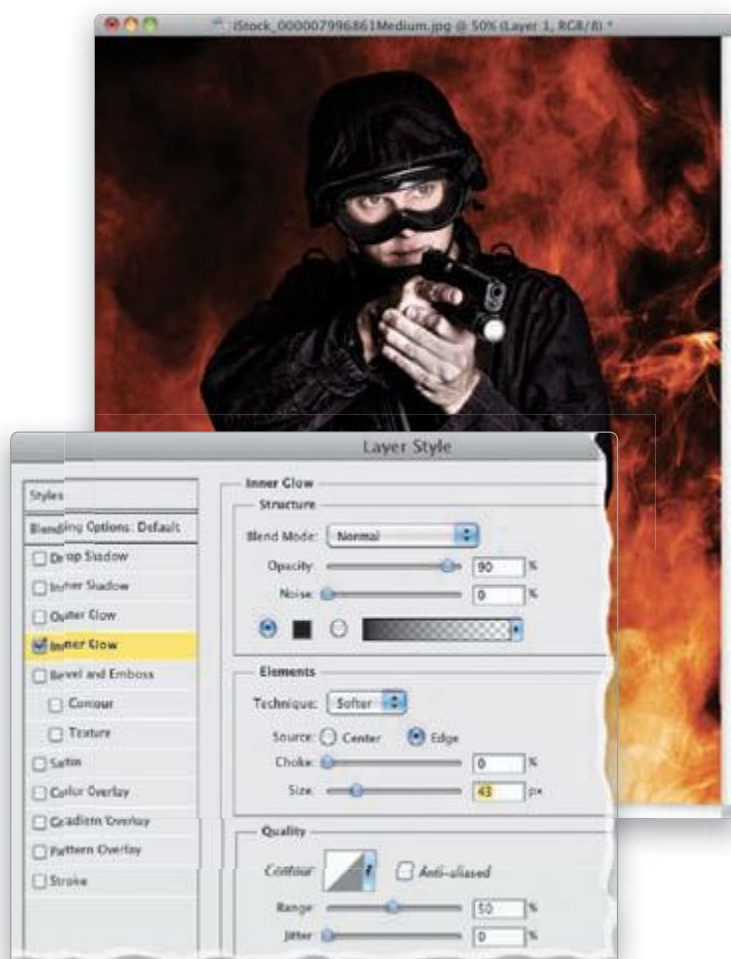 iStock_000007996861Medium.jpg @ 50% (Layer 1, RGB/8) *
Layer Style
Styles
Blending Options: Default
Drop Shadow
Inner Shadow
Outer Glow
Inner Glow
Bevel and Emboss
Contour
Texture
Satin
Color Overlay
Gradient Overlay
Pattern Overlay
Stroke
Inner Glow
Structure
Blend Mode: Normal
Opacity: 90 %
Noise: 0 %
Elements
Technique: Softer
Source: Center Edge
Choke: 0 %
Size: 43 px
Quality
Contour: Anti-aliased
Range: 50 %
Jitter: 0 %